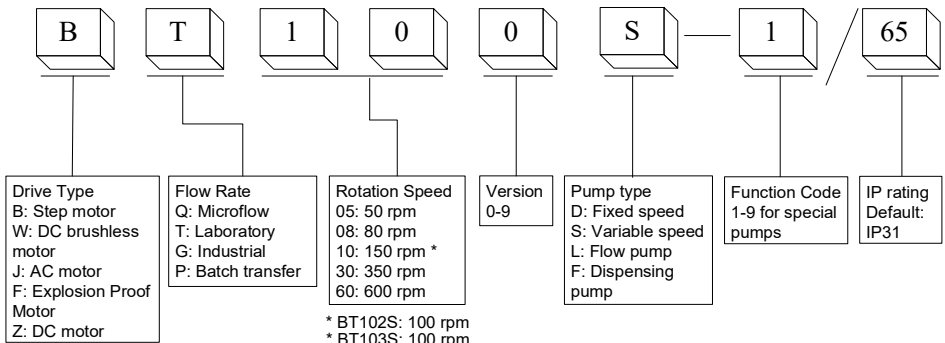 B T 1 0 0 S — 1 / 65
Drive Type
B: Step motor
W: DC brushless
motor
J: AC motor
F: Explosion Proof
Motor
Z: DC motor
Flow Rate
Q: Microflow
T: Laboratory
G: Industrial
P: Batch transfer
Rotation Speed
05: 50 rpm
08: 80 rpm
10: 150 rpm *
30: 350 rpm
60: 600 rpm
* BT102S: 100 rpm
* BT103S: 100 rpm
Version
0-9
Pump type
D: Fixed speed
S: Variable speed
L: Flow pump
F: Dispensing
pump
Function Code
1-9 for special
pumps
IP rating
Default:
IP31